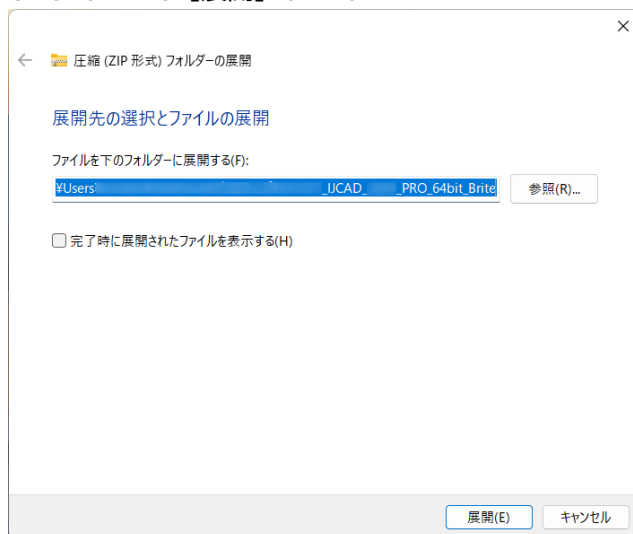 圧縮 (ZIP 形式) フォルダーの展開
展開先の選択とファイルの展開
ファイルを下のフォルダーに展開する(F):
¥Users _IJCAD_ _PRO_64bit_Brite 参照(R)...
完了時に展開されたファイルを表示する(H)
展開(E) キャンセル